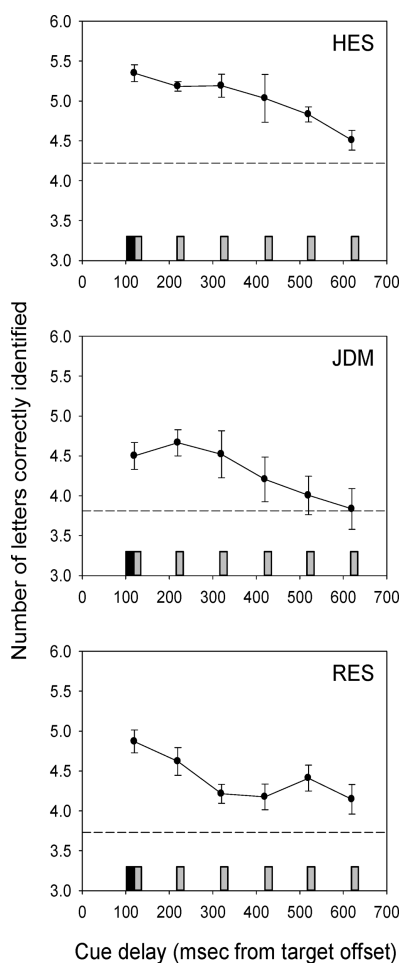 HES
6.0
5.5
5.0
4.5
4.0
3.5
3.0
0 100 200 300 400 500 600 700
JDM
6.0
5.5
5.0
4.5
4.0
3.5
3.0
0 100 200 300 400 500 600 700
Number of letters correctly identified
RES
6.0
5.5
5.0
4.5
4.0
3.5
3.0
0 100 200 300 400 500 600 700
Cue delay (msec from target offset)